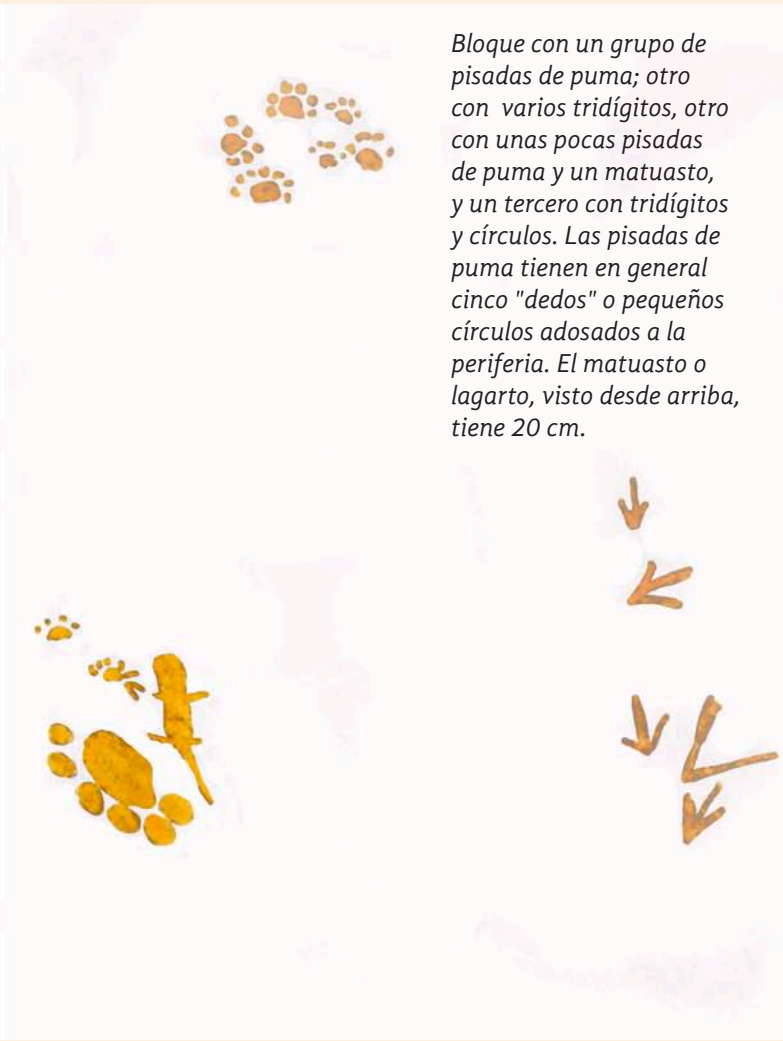 Bloque con un grupo de
pisadas de puma; otro
con  varios tridígitos, otro
con unas pocas pisadas
de puma y un matuasto,
y un tercero con tridígitos
y círculos. Las pisadas de
puma tienen en general
cinco "dedos" o pequeños
círculos adosados a la
periferia. El matuasto o
lagarto, visto desde arriba,
tiene 20 cm.